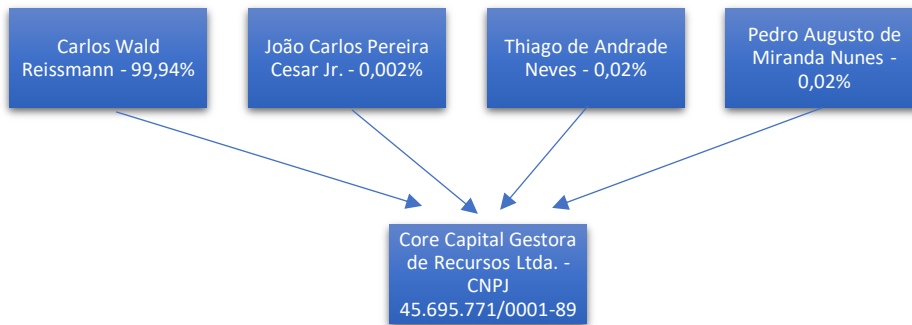 Carlos Wald
Reissmann - 99,94%
João Carlos Pereira
Cesar Jr. - 0,002%
Thiago de Andrade
Neves - 0,02%
Pedro Augusto de
Miranda Nunes -
0,02%
Core Capital Gestora
de Recursos Ltda. -
CNPJ
45.695.771/0001-89